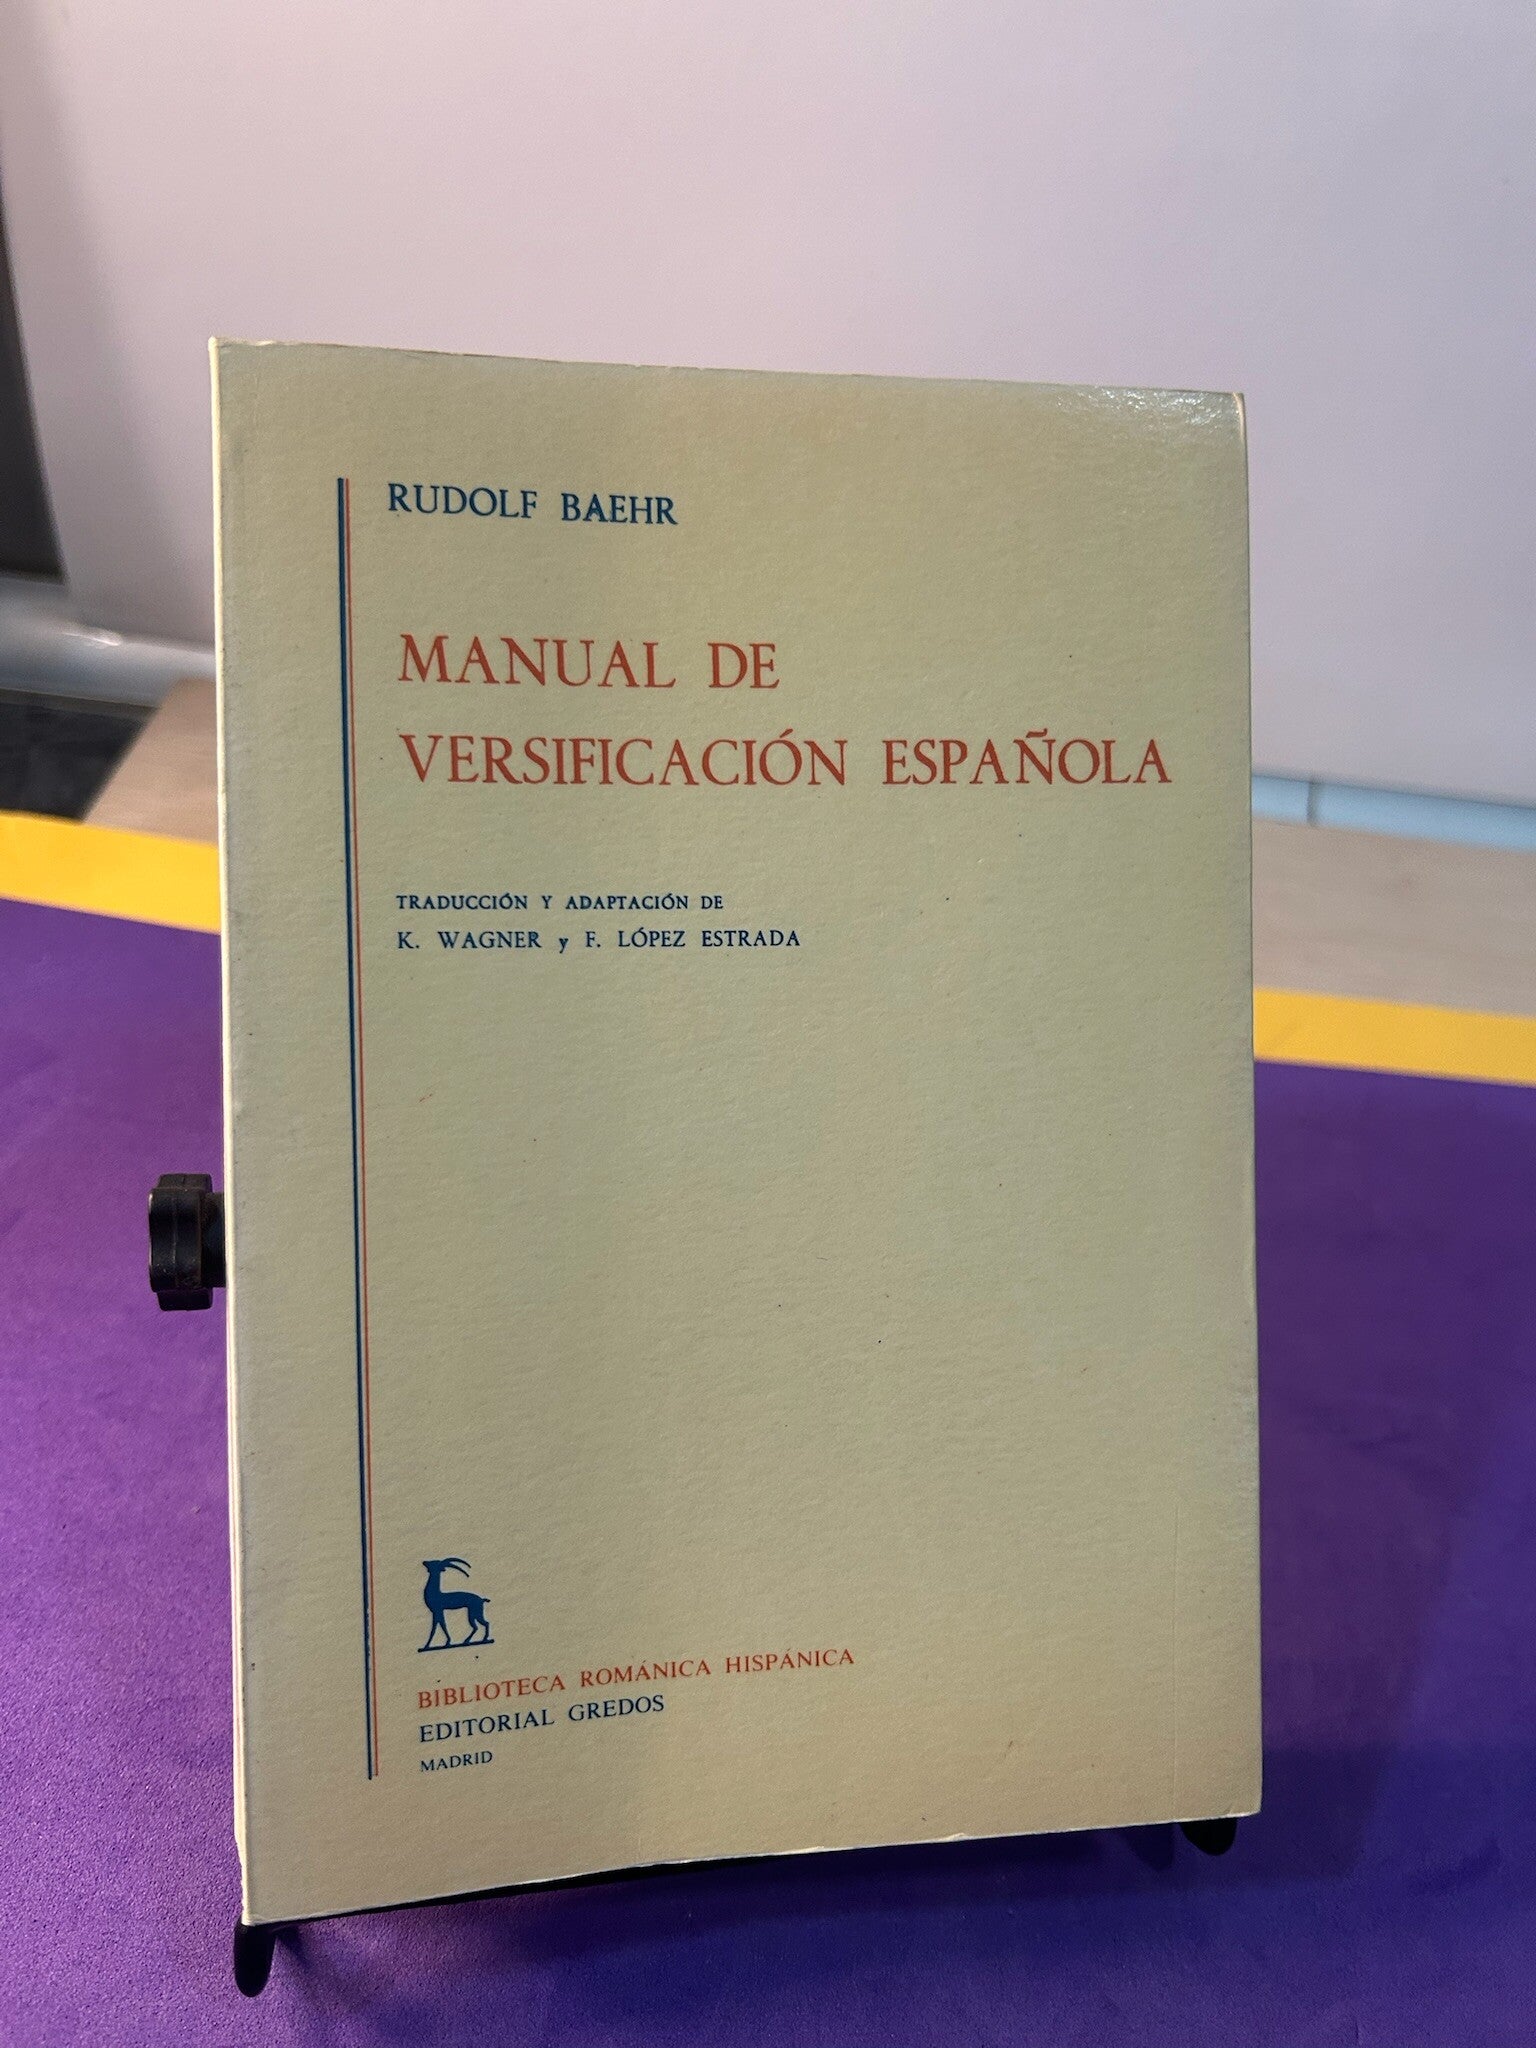 RUDOLF BAEHR
MANUAL DE
VERSIFICACIÓN ESPAÑOLA
TRADUCCIÓN Y ADAPTACIÓN DE
K. WAGNER y F. LÓPEZ ESTRADA
BIBLIOTECA ROMÁNICA HISPÁNICA
EDITORIAL GREDOS
MADRID